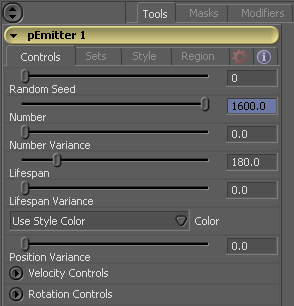 Tools Masks Modifiers
pEmitter 1
Controls Sets Style Region
0
Random Seed
1600.0
Number
0.0
Number Variance
180.0
Lifespan
0.0
Lifespan Variance
Use Style Color Color
0.0
Position Variance
Velocity Controls
Rotation Controls